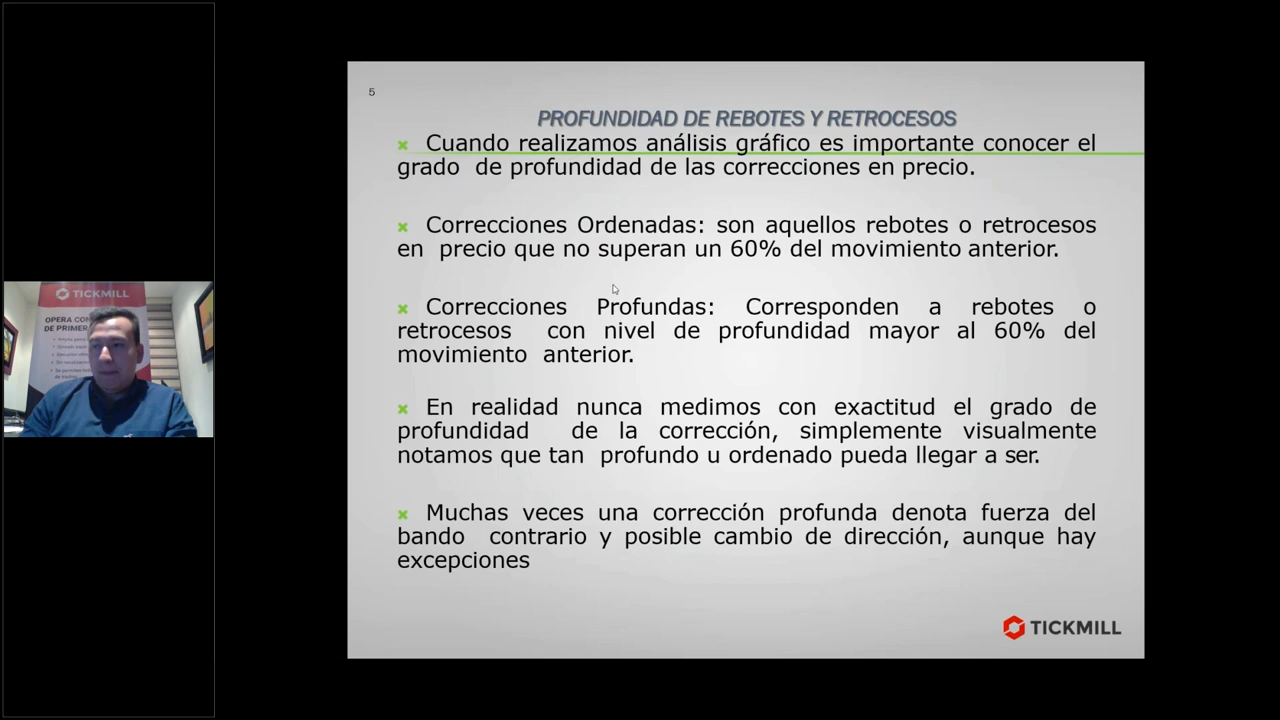 5
PROFUNDIDAD DE REBOTES Y RETROCESOS
Cuando realizamos análisis gráfico es importante conocer el
grado de profundidad de las correcciones en precio.
Correcciones Ordenadas: son aquellos rebotes o retrocesos
en precio que no superan un 60% del movimiento anterior.
Correcciones Profundas: Corresponden a rebotes o
retrocesos con nivel de profundidad mayor al 60% del
movimiento anterior.
En realidad nunca medimos con exactitud el grado de
profundidad de la corrección, simplemente visualmente
notamos que tan profundo u ordenado pueda llegar a ser.
Muchas veces una corrección profunda denota fuerza del
bando contrario y posible cambio de dirección, aunque hay
excepciones
TICKMILL
TICKMILL
OPERA CON
DE PRIMER